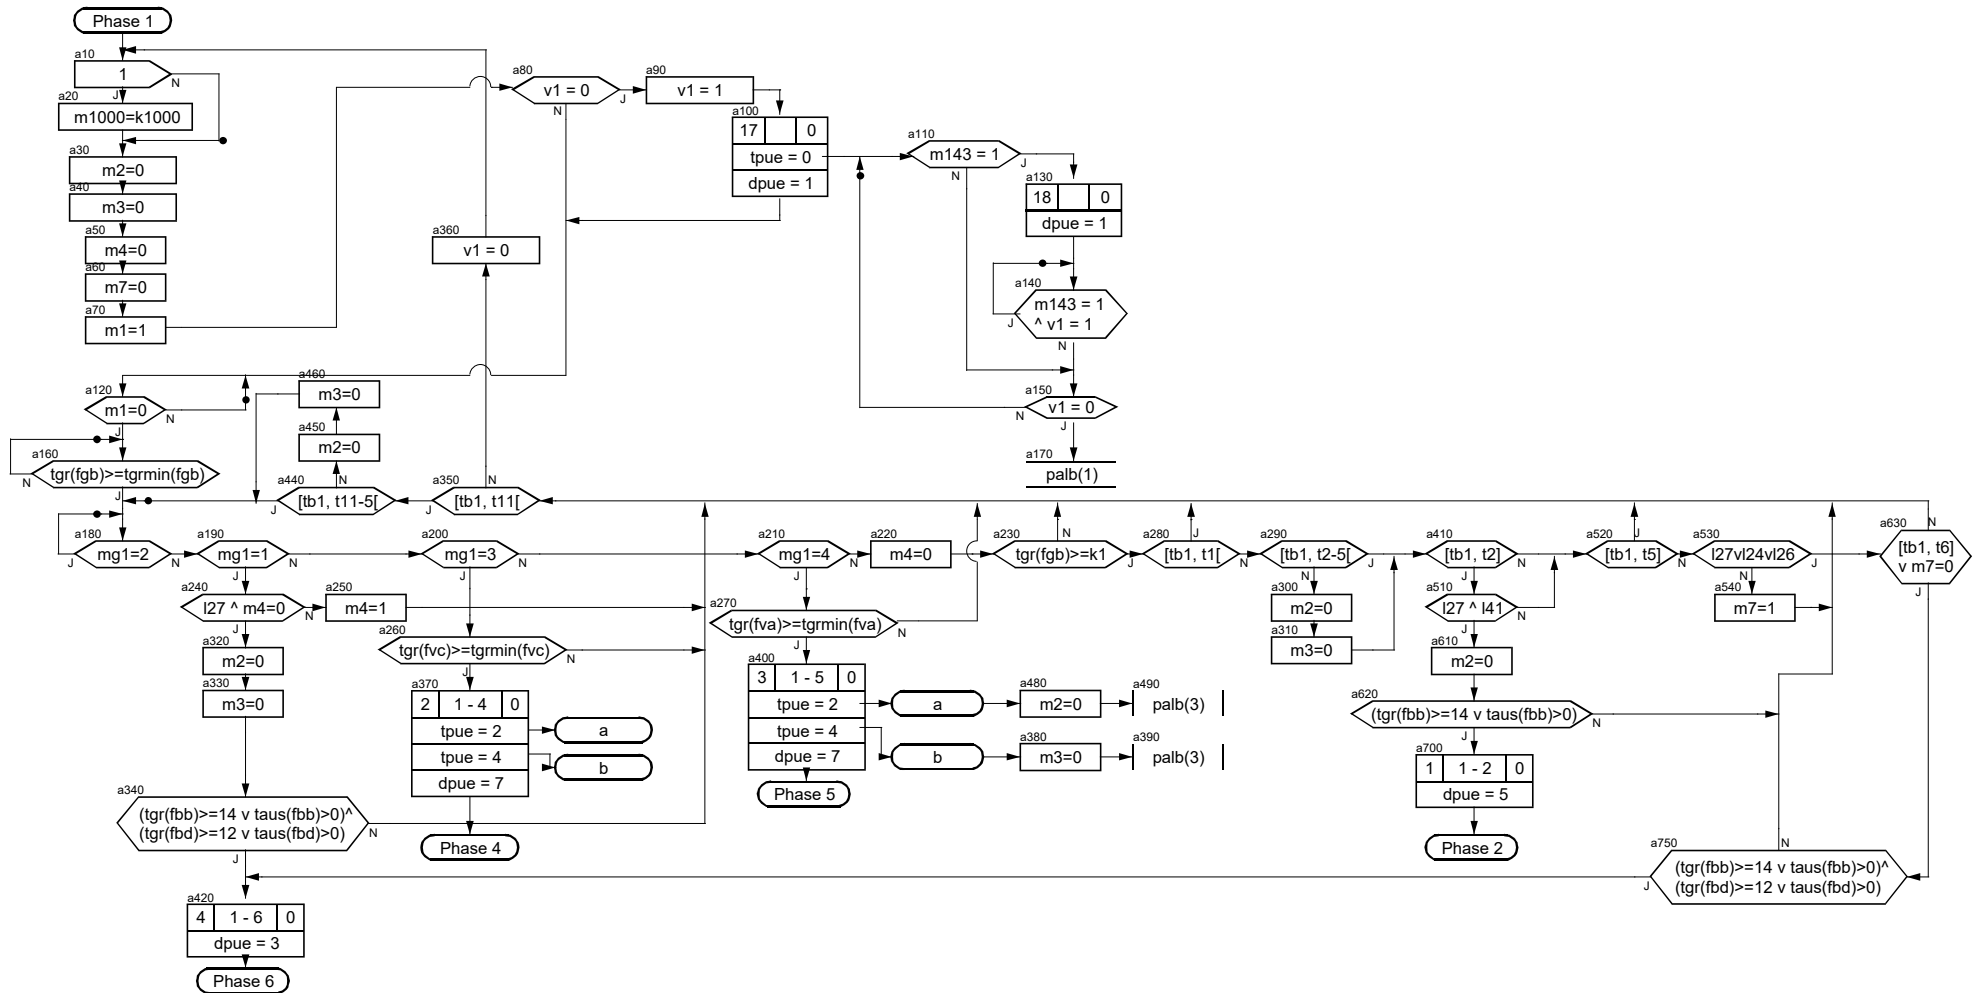 Phase 1
a10
1
N
J
a20
m1000=k1000
a30
m2=0
a40
m3=0
a50
m4=0
a60
m7=0
a70
m1=1
a80
v1 = 0
J
N
a90
v1 = 1
a100
17 0
tpue = 0
dpue = 1
a110
m143 = 1
J
N
a130
18 0
dpue = 1
a140
m143 = 1
^ v1 = 1
J
N
a150
v1 = 0
N
J
a170
palb(1)
a360
v1 = 0
a120
m1=0
N
J
a160
tgr(fgb)>=tgrmin(fgb)
N
J
a460
m3=0
a450
m2=0
a440
N
[tb1, t11-5[
J
a350
N
[tb1, t11[
J
a180
mg1=2
J
N
a190
mg1=1
N
J
a200
mg1=3
N
J
a210
mg1=4
N
J
a220
m4=0
a230
N
tgr(fgb)>=k1
J
a280
J
[tb1, t1[
N
a290
[tb1, t2-5[
J
N
a300
m2=0
a310
m3=0
a410
[tb1, t2]
N
J
a510
l27 ^ l41
N
J
a610
m2=0
a620
(tgr(fbb)>=14 v taus(fbb)>0)
N
J
a700
1 1 - 2 0
dpue = 5
Phase 2
a520
J
[tb1, t5]
N
a530
l27vl24vl26
J
N
a540
m7=1
a630
N
[tb1, t6]
v m7=0
J
a240
l27 ^ m4=0
N
J
a250
m4=1
a320
m2=0
a330
m3=0
a340
(tgr(fbb)>=14 v taus(fbb)>0)^
(tgr(fbd)>=12 v taus(fbd)>0)
N
J
a420
4 1 - 6 0
dpue = 3
Phase 6
a260
tgr(fvc)>=tgrmin(fvc)
N
J
a370
2 1 - 4 0
tpue = 2
tpue = 4
dpue = 7
a
b
Phase 4
a270
tgr(fva)>=tgrmin(fva)
N
J
a400
3 1 - 5 0
tpue = 2
tpue = 4
dpue = 7
Phase 5
a
b
a480
m2=0
a490
palb(3)
a380
m3=0
a390
palb(3)
a750
N
(tgr(fbb)>=14 v taus(fbb)>0)^
(tgr(fbd)>=12 v taus(fbd)>0)
J